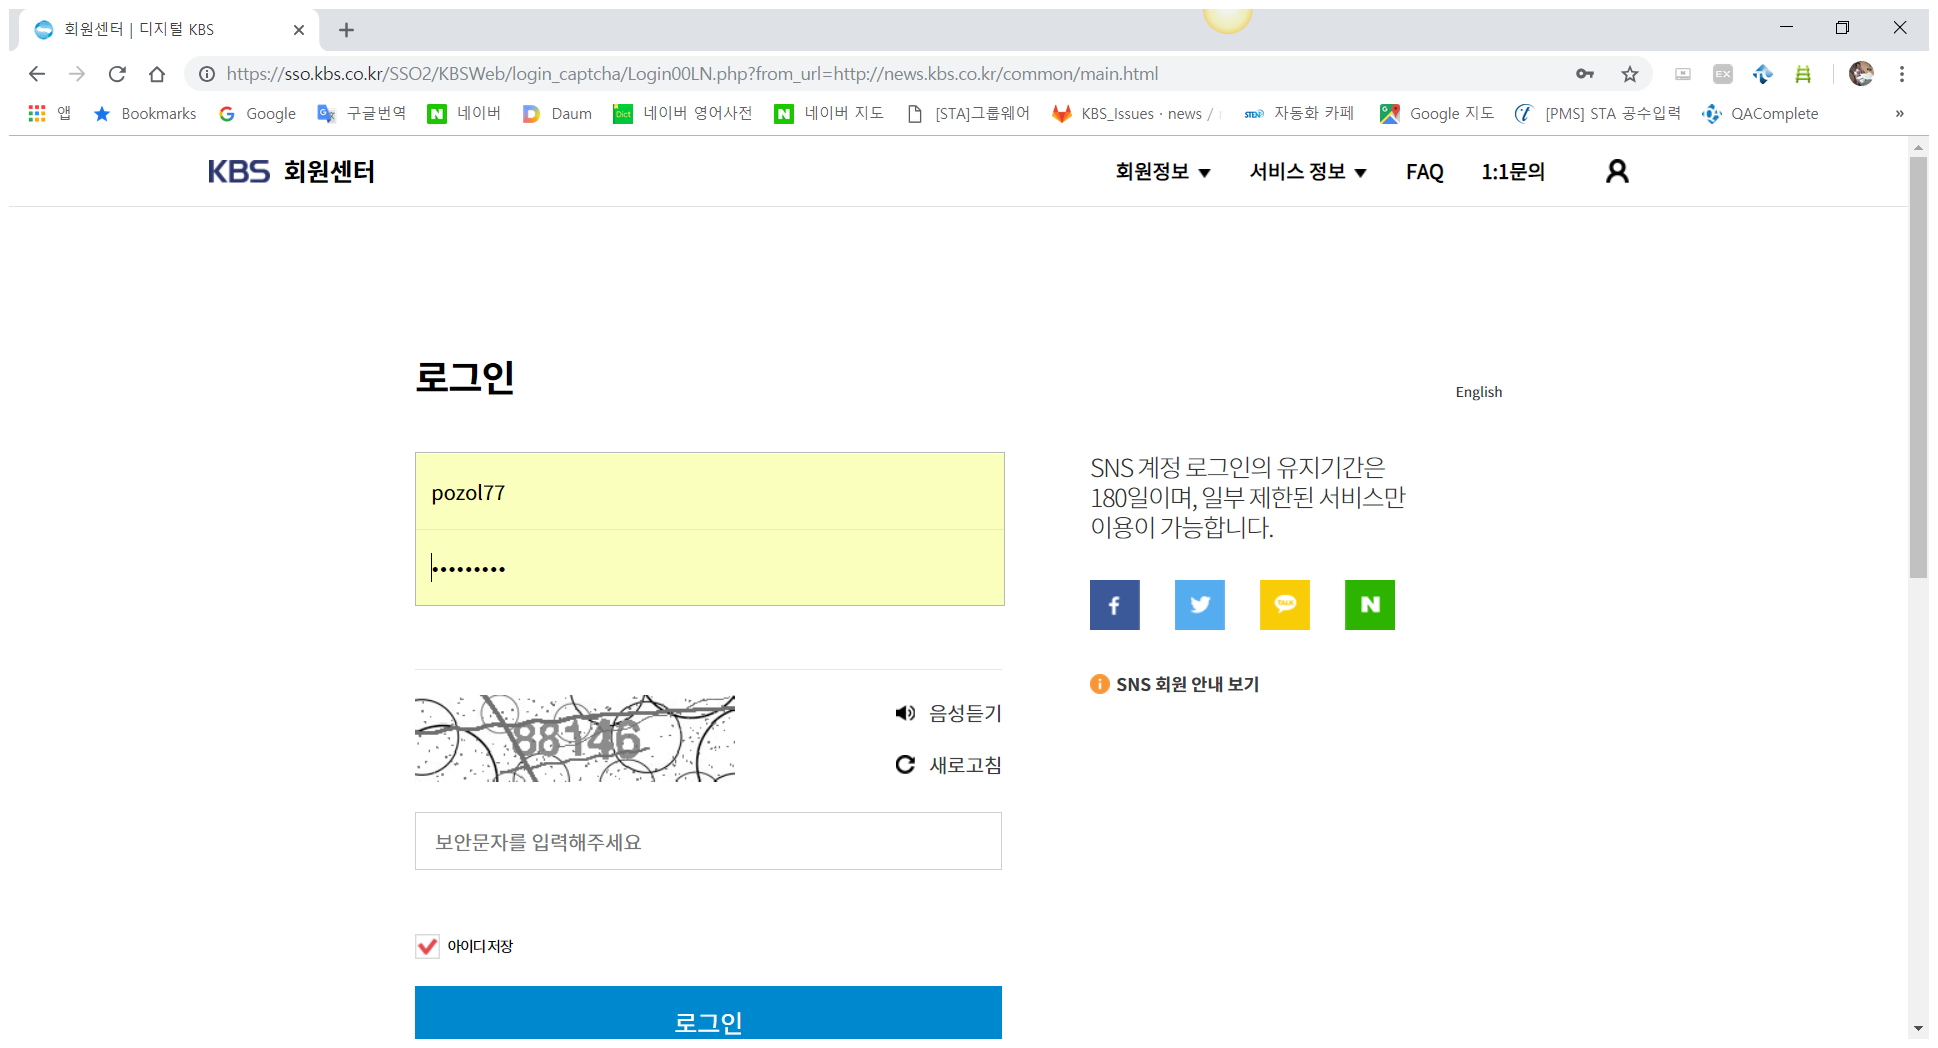 회원센터 | 디지털 KBS
https://sso.kbs.co.kr/SSO2/KBSWeb/login_captcha/Login00LN.php?from_url=http://news.kbs.co.kr/common/main.html
앱 Bookmarks Google 구글번역 네이버 Daum 네이버 영어사전 네이버 지도 [STA]그룹웨어 KBS_Issues · news / 자동화 카페 Google 지도 [PMS] STA 공수입력 QAComplete »
KBS 회원센터 회원정보 ▼ 서비스 정보 ▼ FAQ 1:1문의
로그인
English
pozol77
•••••••••
SNS 계정 로그인의 유지기간은
180일이며, 일부 제한된 서비스만
이용이 가능합니다.
SNS 회원 안내 보기
88146
음성듣기
새로고침
보안문자를 입력해주세요
아이디 저장
로그인